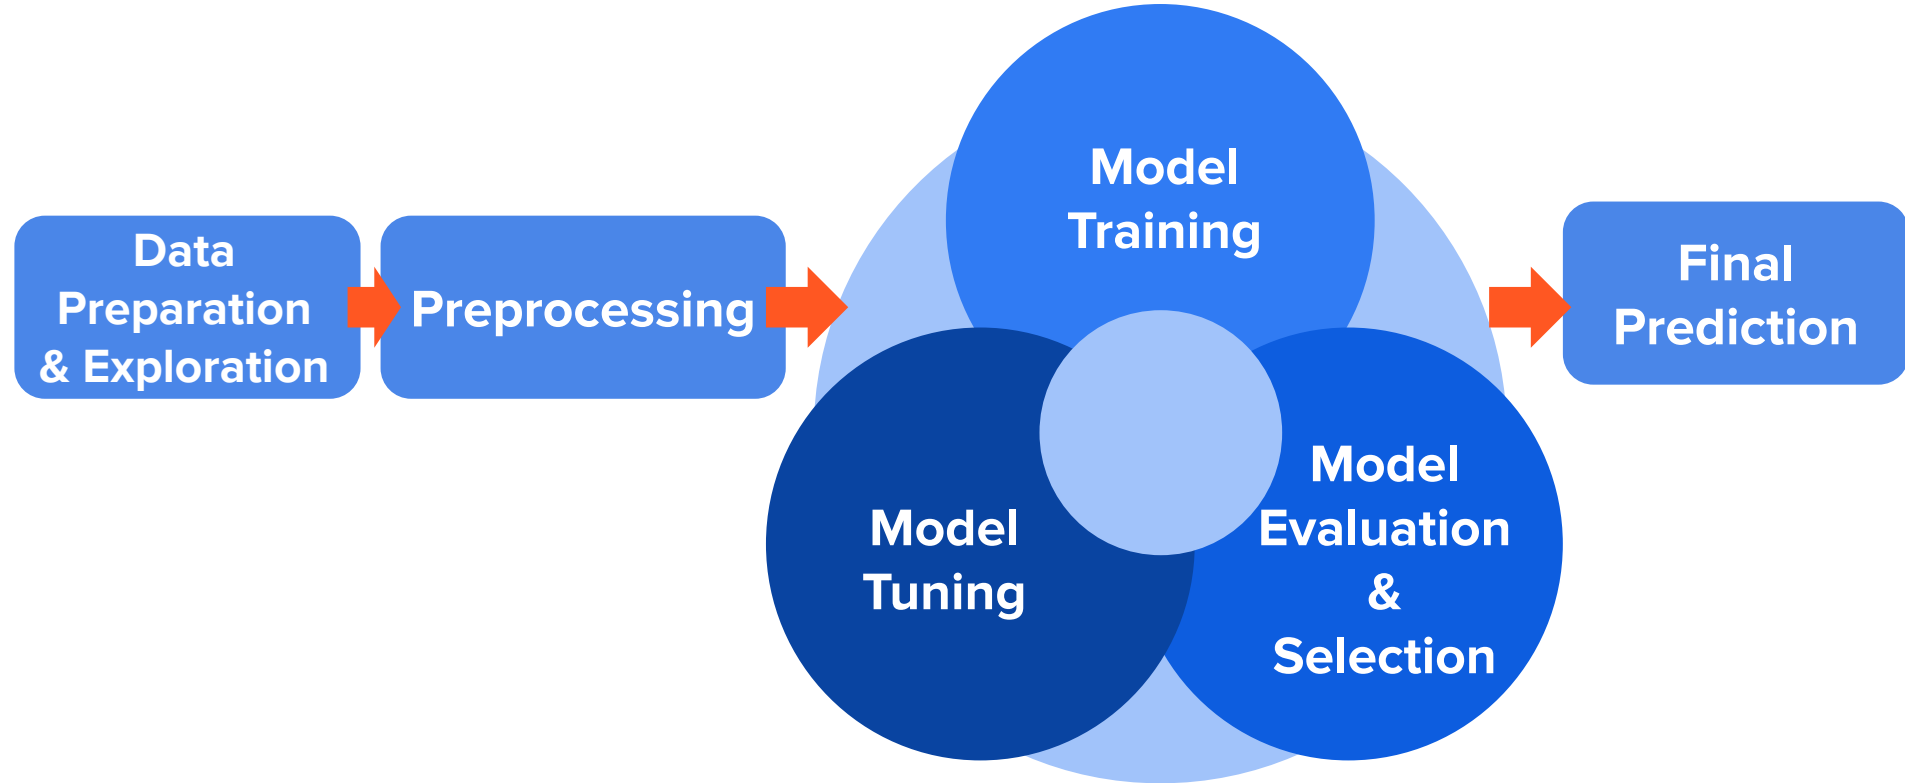 Data
Preparation
& Exploration
Preprocessing
Model
Training
Model
Tuning
Model
Evaluation
&
Selection
Final
Prediction